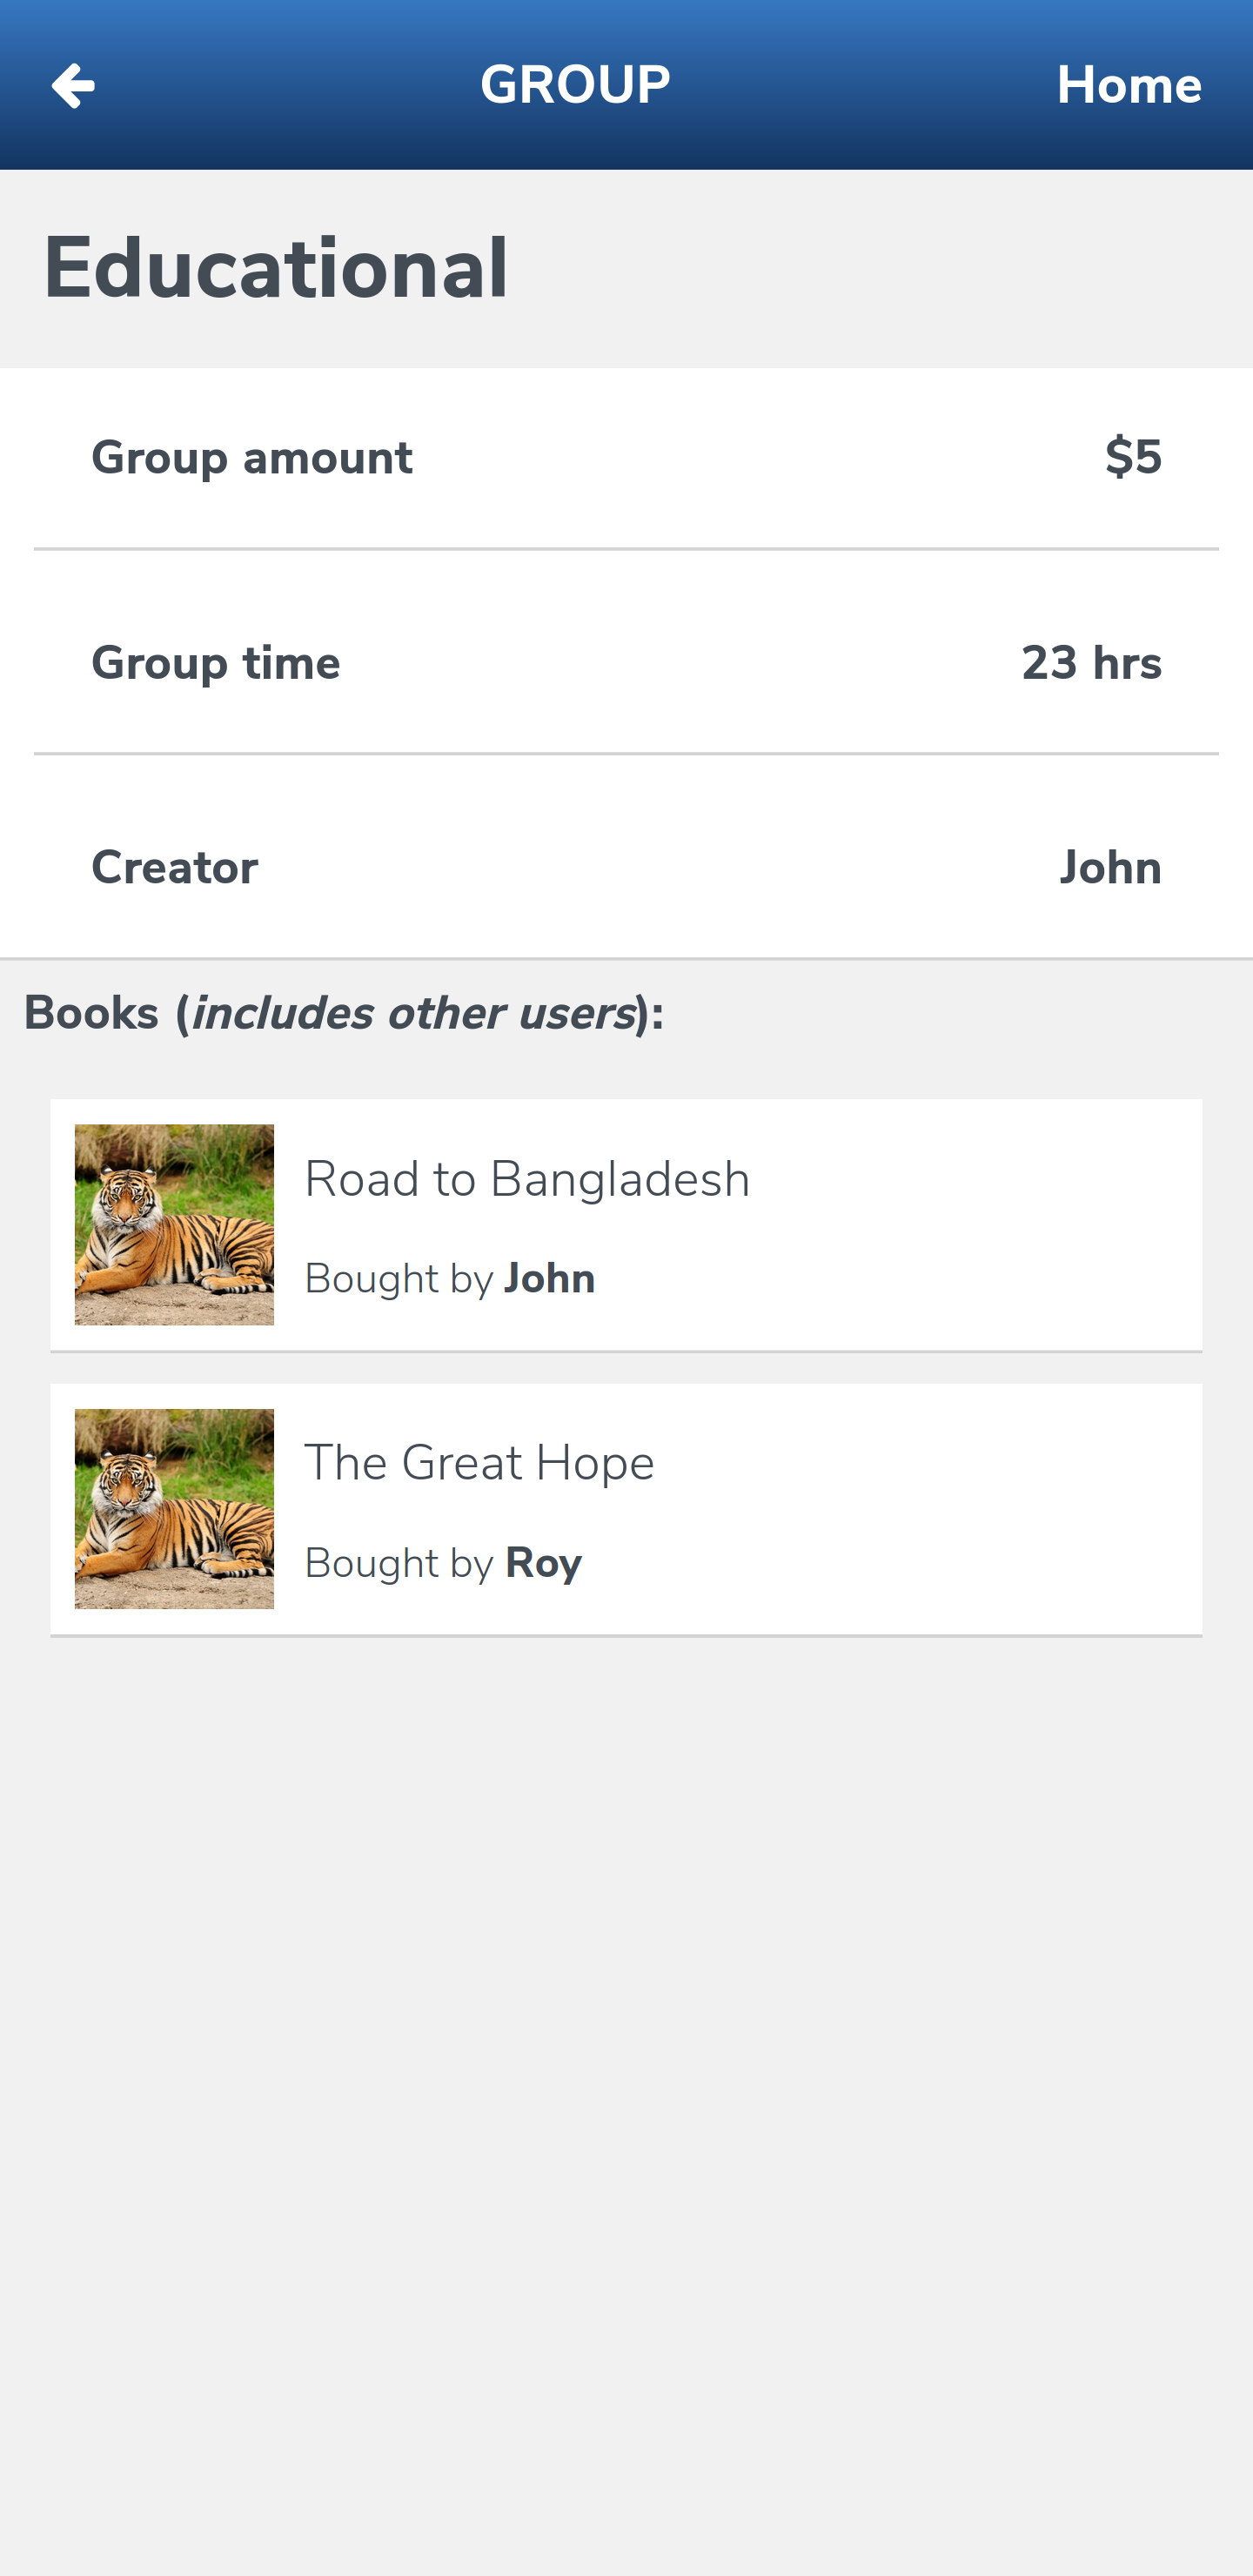 GROUP Home
Educational
Group amount $5
Group time 23 hrs
Creator John
Books (includes other users):
Road to Bangladesh
Bought by John
The Great Hope
Bought by Roy